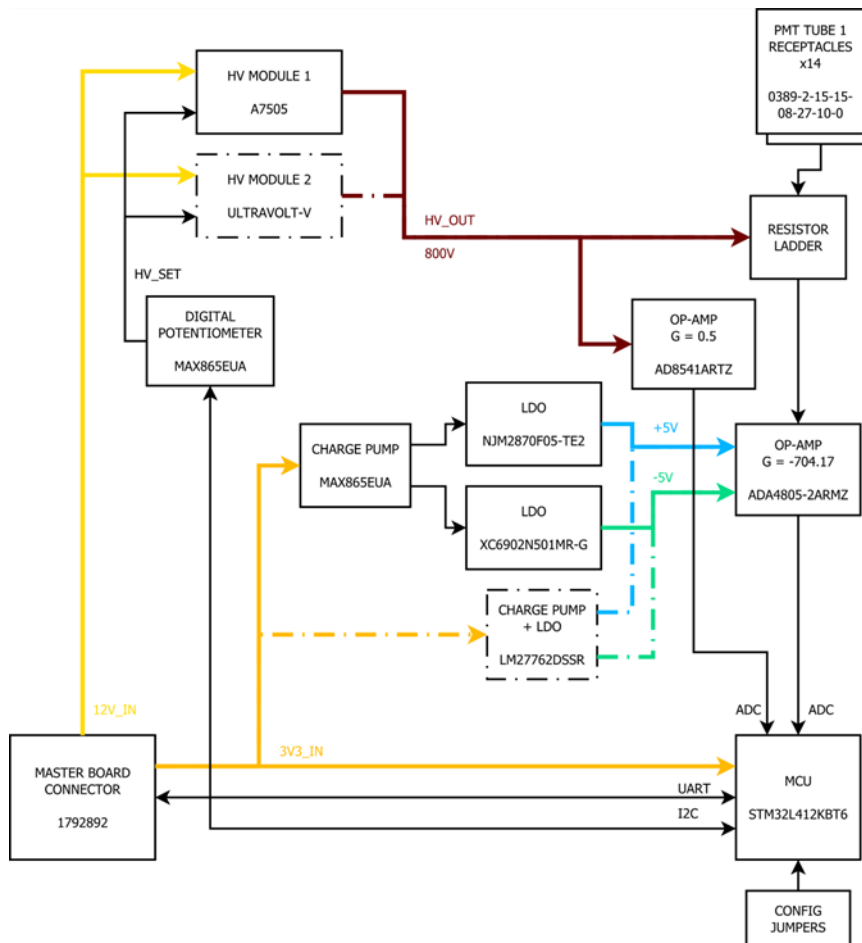 PMT TUBE 1
RECEPTACLES
x14
0389-2-15-15-
08-27-10-0
HV MODULE 1
A7505
HV MODULE 2
ULTRAVOLT-V
HV_OUT
800V
RESISTOR
LADDER
HV_SET
DIGITAL
POTENTIOMETER
MAX865EUA
OP-AMP
G = 0.5
AD8541ARTZ
LDO
NJM2870F05-TE2
+5V
CHARGE PUMP
MAX865EUA
OP-AMP
G = -704.17
ADA4805-2ARMZ
-5V
LDO
XC6902N501MR-G
CHARGE PUMP
+ LDO
LM27762DSSR
12V_IN
ADC
ADC
3V3_IN
MASTER BOARD
CONNECTOR
1792892
UART
I2C
MCU
STM32L412KBT6
CONFIG
JUMPERS